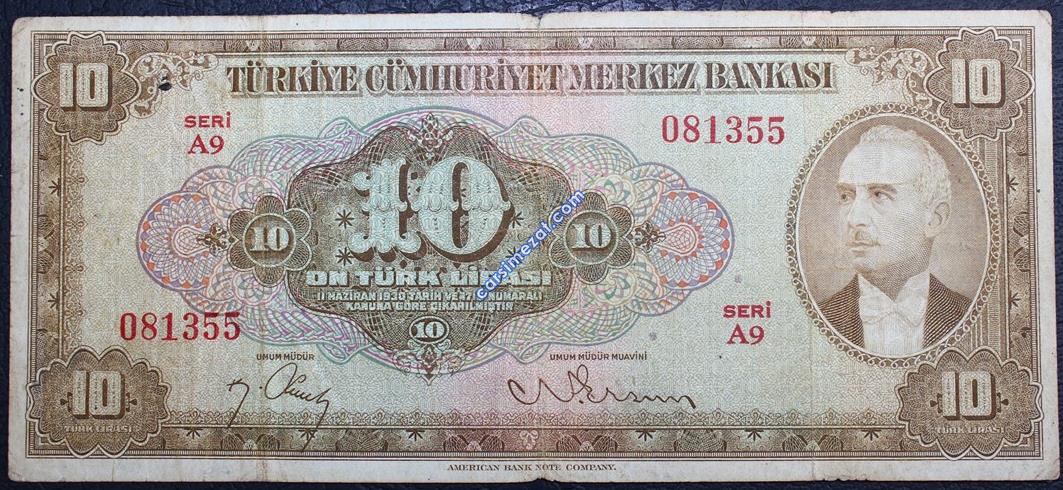 10
TÜRKİYE CÜMHURİYET MERKEZ BANKASI
10
SERİ
A9
081355
10
10
10
ON TÜRK LİRASI
11 HAZİRAN 1930 TARİH VE 1715 NUMARALI
KANUNA GÖRE ÇIKARILMIŞTIR
10
carsimezat.com
081355
SERİ
A9
UMUM MÜDÜR
UMUM MÜDÜR MUAVİNİ
10
TÜRK LİRASI
10
TÜRK LİRASI
AMERICAN BANK NOTE COMPANY.